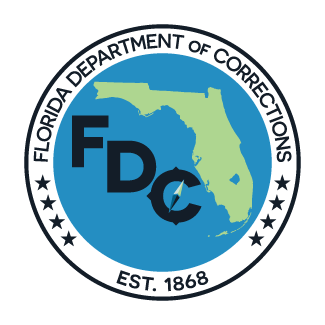 FLORIDA DEPARTMENT OF CORRECTIONS
FDC
EST. 1868